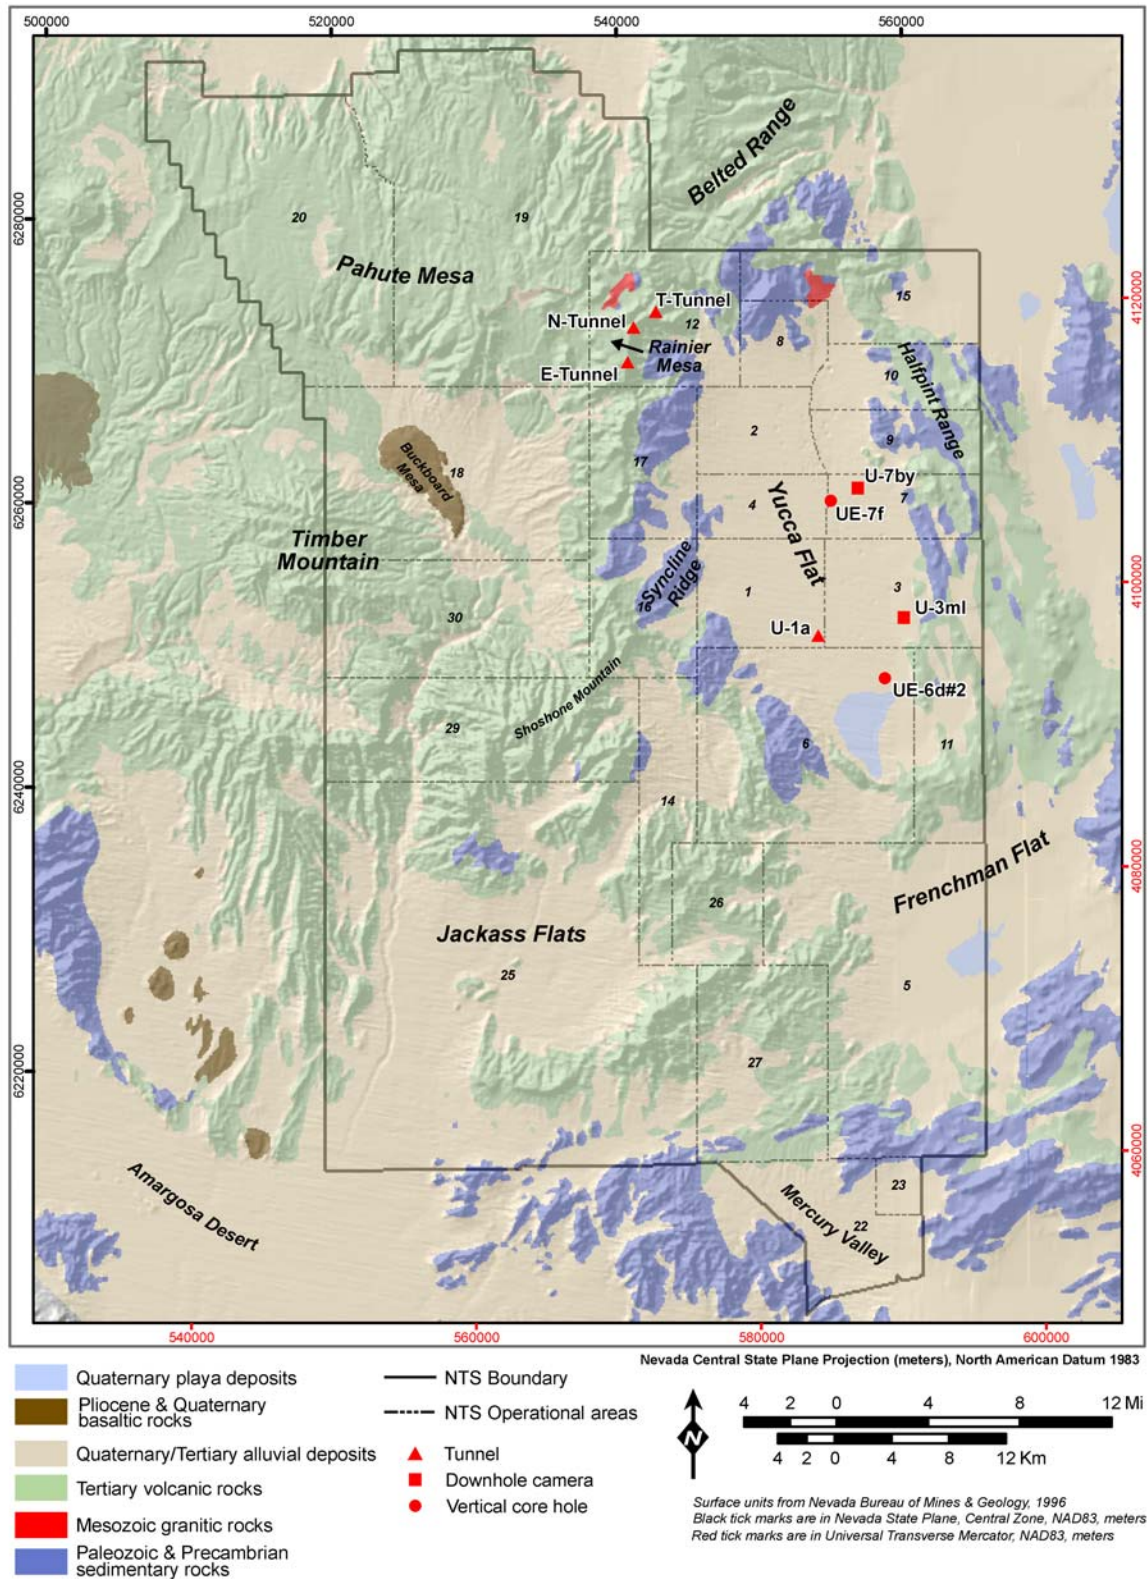 500000
520000
540000
560000
6280000
6260000
6240000
6220000
4120000
4100000
4080000
4060000
Belted Range
20
19
Pahute Mesa
15
T-Tunnel
N-Tunnel
12
8
Rainier
Mesa
E-Tunnel
10
Halfpint Range
2
9
17
Buckboard
Mesa
18
U-7by
7
4
UE-7f
Yucca Flat
Timber
Mountain
Syncline
Ridge
16
1
3
U-3ml
30
U-1a
Shoshone Mountain
UE-6d#2
29
6
11
14
Frenchman Flat
26
Jackass Flats
25
5
27
Amargosa Desert
23
Mercury Valley
22
540000
560000
580000
600000
Nevada Central State Plane Projection (meters), North American Datum 1983
Quaternary playa deposits
Pliocene & Quaternary
basaltic rocks
Quaternary/Tertiary alluvial deposits
Tertiary volcanic rocks
Mesozoic granitic rocks
Paleozoic & Precambrian
sedimentary rocks
NTS Boundary
NTS Operational areas
Tunnel
Downhole camera
Vertical core hole
N
4 2 0 4 8 12 Mi
4 2 0 4 8 12 Km
Surface units from Nevada Bureau of Mines & Geology, 1996
Black tick marks are in Nevada State Plane, Central Zone, NAD83, meters
Red tick marks are in Universal Transverse Mercator, NAD83, meters